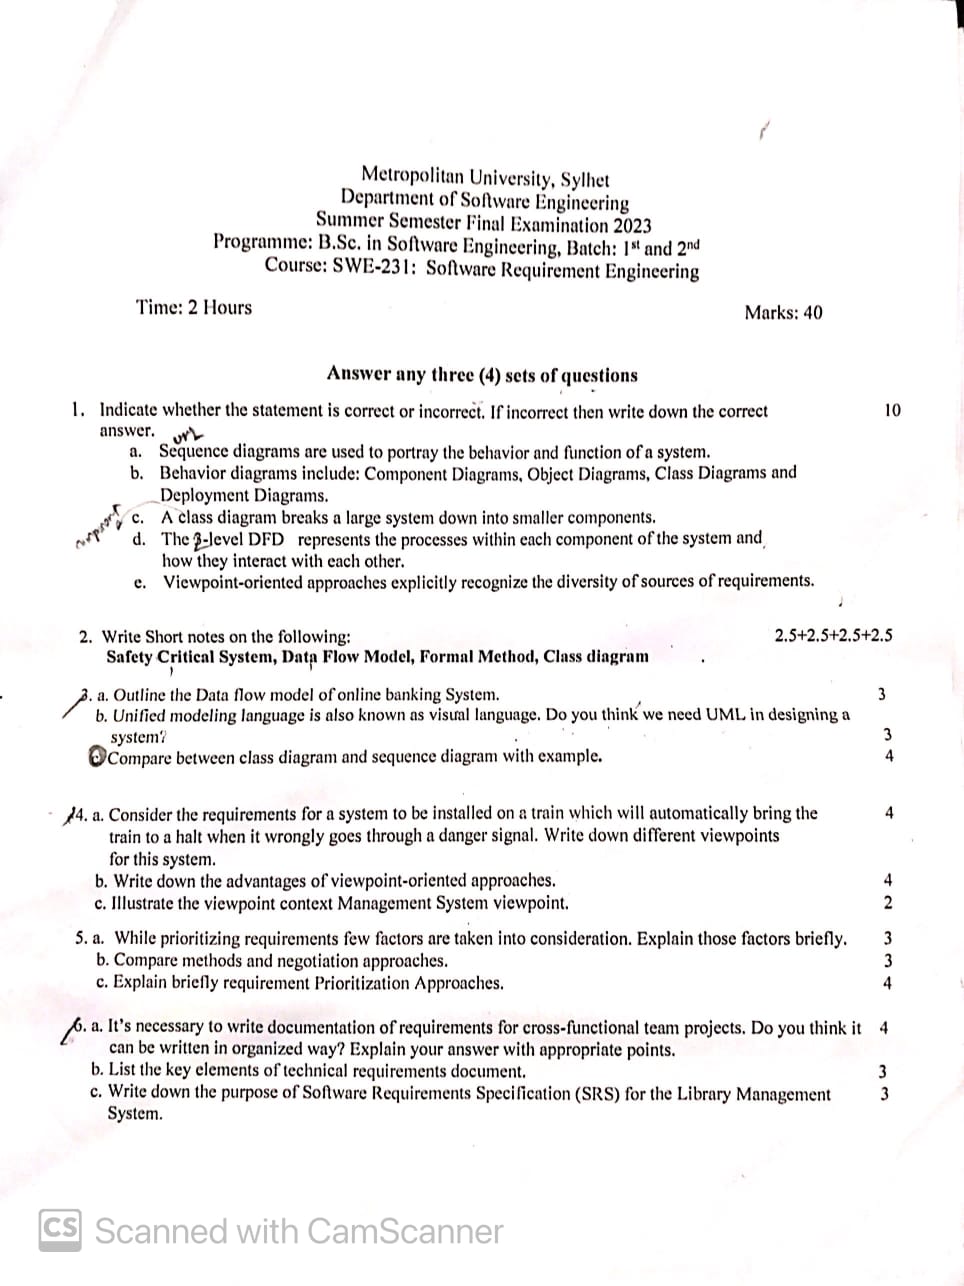 Metropolitan University, Sylhet
Department of Software Engineering
Summer Semester Final Examination 2023
Programme: B.Sc. in Software Engineering, Batch: 1st and 2nd
Course: SWE-231: Software Requirement Engineering
Time: 2 Hours Marks: 40
Answer any three (4) sets of questions
1. Indicate whether the statement is correct or incorrect. If incorrect then write down the correct 10
answer.
a. Sequence diagrams are used to portray the behavior and function of a system.
b. Behavior diagrams include: Component Diagrams, Object Diagrams, Class Diagrams and
Deployment Diagrams.
c. A class diagram breaks a large system down into smaller components.
d. The -level DFD represents the processes within each component of the system and
how they interact with each other.
e. Viewpoint-oriented approaches explicitly recognize the diversity of sources of requirements.
2. Write Short notes on the following: 2.5+2.5+2.5+2.5
Safety Critical System, Data Flow Model, Formal Method, Class diagram
3. a. Outline the Data flow model of online banking System. 3
b. Unified modeling language is also known as visual language. Do you think we need UML in designing a
system? 3
Compare between class diagram and sequence diagram with example. 4
4. a. Consider the requirements for a system to be installed on a train which will automatically bring the 4
train to a halt when it wrongly goes through a danger signal. Write down different viewpoints
for this system.
b. Write down the advantages of viewpoint-oriented approaches. 4
c. Illustrate the viewpoint context Management System viewpoint. 2
5. a. While prioritizing requirements few factors are taken into consideration. Explain those factors briefly. 3
b. Compare methods and negotiation approaches. 3
c. Explain briefly requirement Prioritization Approaches. 4
6. a. It's necessary to write documentation of requirements for cross-functional team projects. Do you think it 4
can be written in organized way? Explain your answer with appropriate points.
b. List the key elements of technical requirements document. 3
c. Write down the purpose of Software Requirements Specification (SRS) for the Library Management 3
System.
CS Scanned with CamScanner